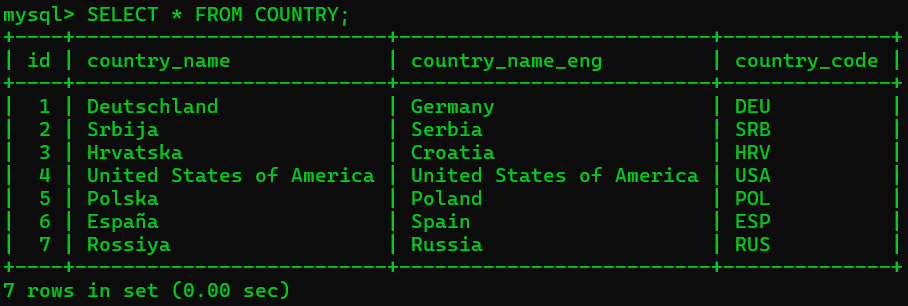 mysql> SELECT * FROM COUNTRY;
+----+--------------------------+--------------------------+--------------+
| id | country_name             | country_name_eng         | country_code |
+----+--------------------------+--------------------------+--------------+
|  1 | Deutschland              | Germany                  | DEU          |
|  2 | Srbija                   | Serbia                   | SRB          |
|  3 | Hrvatska                 | Croatia                  | HRV          |
|  4 | United States of America | United States of America | USA          |
|  5 | Polska                   | Poland                   | POL          |
|  6 | España                   | Spain                    | ESP          |
|  7 | Rossiya                  | Russia                   | RUS          |
+----+--------------------------+--------------------------+--------------+
7 rows in set (0.00 sec)